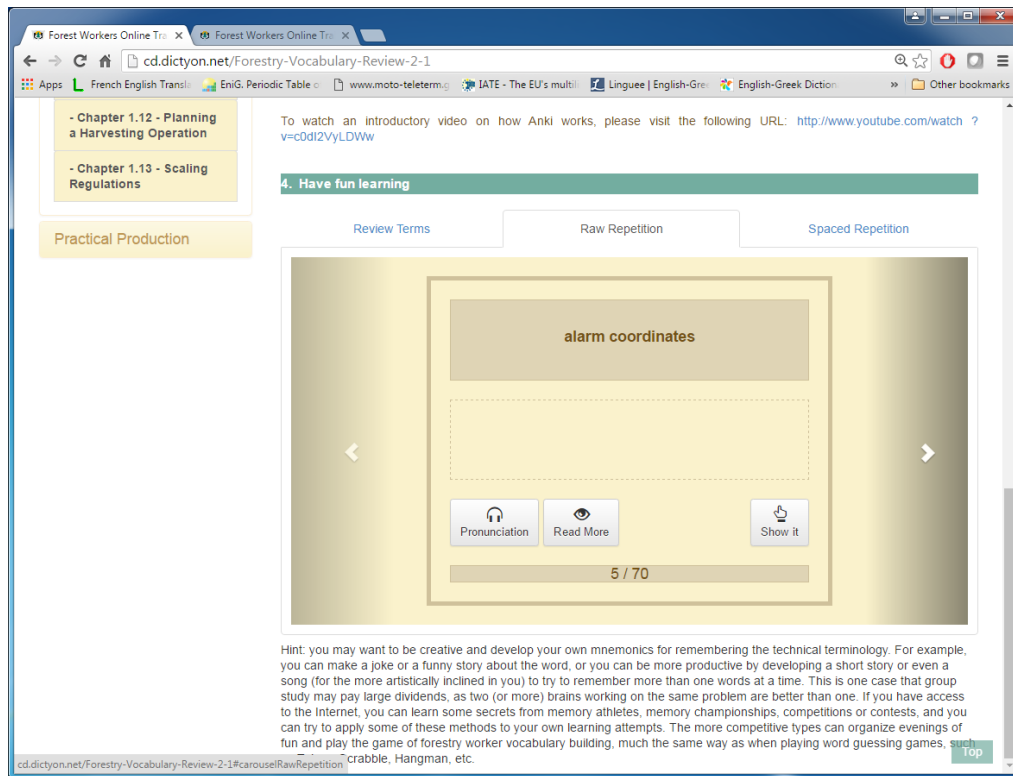 Forest Workers Online Tra
Forest Workers Online Tra
cd.dictyon.net/Forestry-Vocabulary-Review-2-1
Apps
French English Transla
EniG. Periodic Table o
www.moto-teleterm.g
IATE - The EU's multili
Linguee | English-Gree
English-Greek Diction
»
Other bookmarks
- Chapter 1.12 - Planning
a Harvesting Operation
- Chapter 1.13 - Scaling
Regulations
Practical Production
To watch an introductory video on how Anki works, please visit the following URL: http://www.youtube.com/watch ?
v=c0dI2VyLDWw
4. Have fun learning
Review Terms
Raw Repetition
Spaced Repetition
alarm coordinates
Pronunciation
Read More
Show it
5 / 70
Hint: you may want to be creative and develop your own mnemonics for remembering the technical terminology. For example,
you can make a joke or a funny story about the word, or you can be more productive by developing a short story or even a
song (for the more artistically inclined in you) to try to remember more than one words at a time. This is one case that group
study may pay large dividends, as two (or more) brains working on the same problem are better than one. If you have access
to the Internet, you can learn some secrets from memory athletes, memory championships, competitions or contests, and you
can try to apply some of these methods to your own learning attempts. The more competitive types can organize evenings of
fun and play the game of forestry worker vocabulary building, much the same way as when playing word guessing games, such
Scrabble, Hangman, etc.
Top
cd.dictyon.net/Forestry-Vocabulary-Review-2-1#carouselRawRepetition